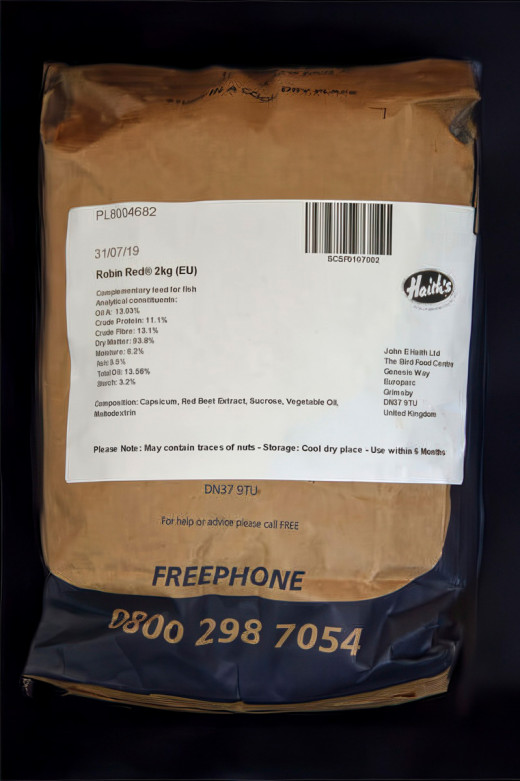 IN A COOL DRY PLACE
PL8004682
SCSF0107002
31/07/19
Robin Red® 2kg (EU)
Haith's
Complementary feed for fish
Analytical constituents:
Oil A: 13.03%
Crude Protein: 11.1%
Crude Fibre: 13.1%
Dry Matter: 93.8%
Moisture: 6.2%
Total Oil: 13.56%
Starch: 3.2%
John E Haith Ltd
The Bird Food Centre
Genesis Way
Europarc
Grimsby
DN37 9TU
United Kingdom
Composition: Capsicum, Red Beet Extract, Sucrose, Vegetable Oil,
Maltodextrin
Please Note: May contain traces of nuts - Storage: Cool dry place - Use within 6 Months
DN37 9TU
For help or advice please call FREE
FREEPHONE
0800 298 7054